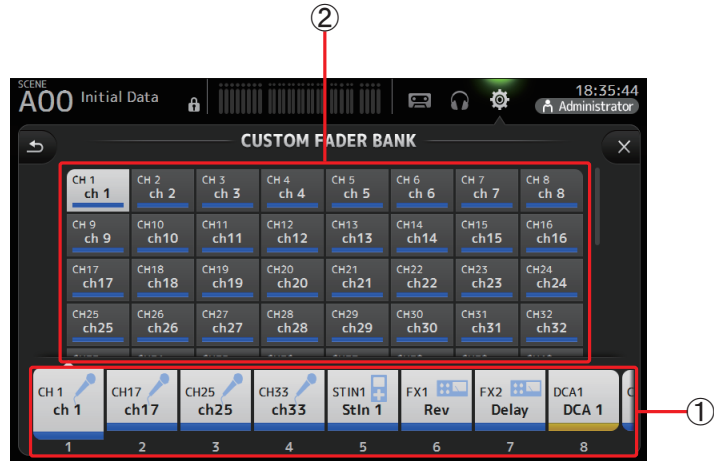 ②
SCENE
A00 Initial Data
18:35:44
Administrator
CUSTOM FADER BANK
CH 1 CH 2 CH 3 CH 4 CH 5 CH 6 CH 7 CH 8
ch 1 ch 2 ch 3 ch 4 ch 5 ch 6 ch 7 ch 8
CH 9 CH10 CH11 CH12 CH13 CH14 CH15 CH16
ch 9 ch10 ch11 ch12 ch13 ch14 ch15 ch16
CH17 CH18 CH19 CH20 CH21 CH22 CH23 CH24
ch17 ch18 ch19 ch20 ch21 ch22 ch23 ch24
CH25 CH26 CH27 CH28 CH29 CH30 CH31 CH32
ch25 ch26 ch27 ch28 ch29 ch30 ch31 ch32
CH 1 CH17 CH25 CH33 STIN1 FX1 FX2 DCA1
ch 1 ch17 ch25 ch33 StIn 1 Rev Delay DCA 1
①
1 2 3 4 5 6 7 8